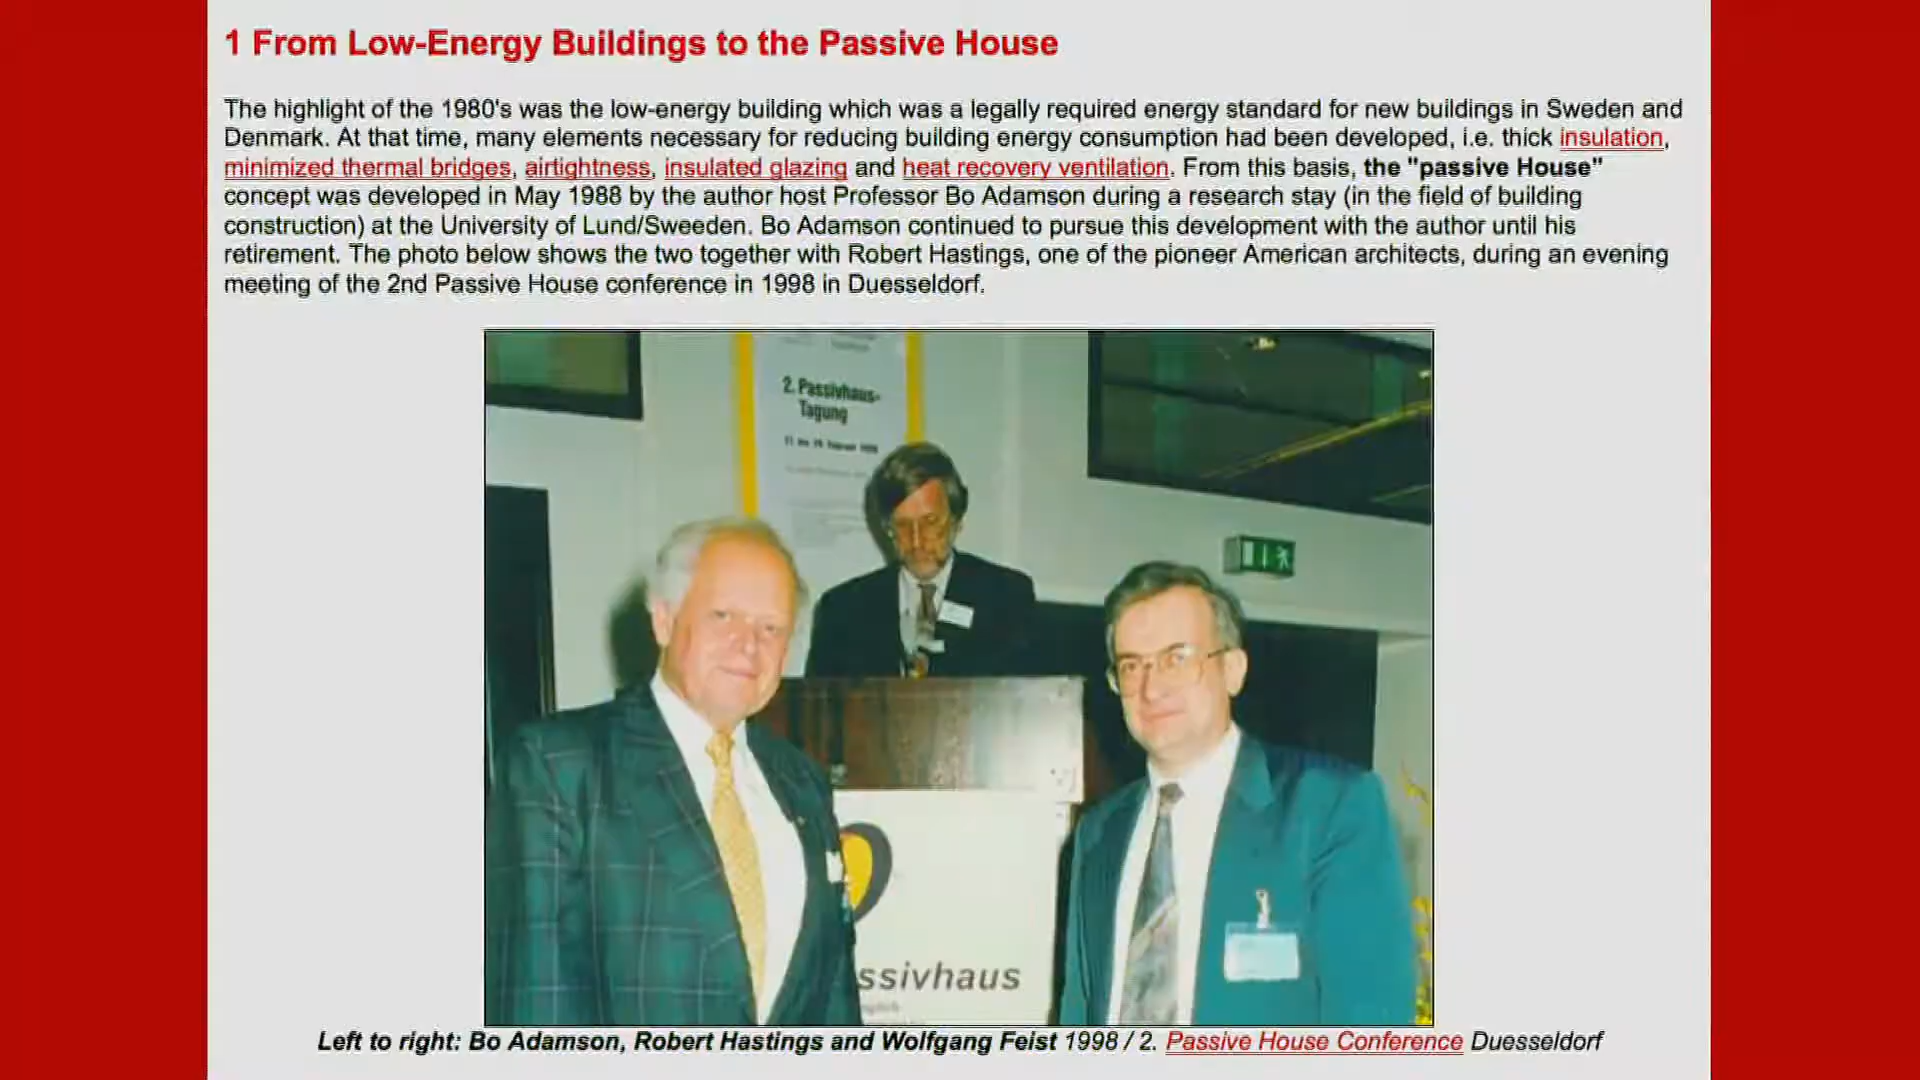 1 From Low-Energy Buildings to the Passive House
The highlight of the 1980's was the low-energy building which was a legally required energy standard for new buildings in Sweden and
Denmark. At that time, many elements necessary for reducing building energy consumption had been developed, i.e. thick insulation,
minimized thermal bridges, airtightness, insulated glazing and heat recovery ventilation. From this basis, the "passive House"
concept was developed in May 1988 by the author host Professor Bo Adamson during a research stay (in the field of building
construction) at the University of Lund/Sweeden. Bo Adamson continued to pursue this development with the author until his
retirement. The photo below shows the two together with Robert Hastings, one of the pioneer American architects, during an evening
meeting of the 2nd Passive House conference in 1998 in Duesseldorf.
2. Passivhaus-
Tagung
ssivhaus
Left to right: Bo Adamson, Robert Hastings and Wolfgang Feist 1998 / 2. Passive House Conference Duesseldorf